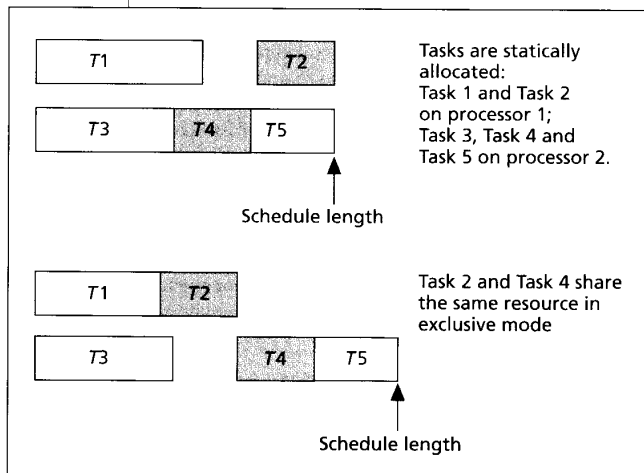 T1
T2
Tasks are statically
allocated:
Task 1 and Task 2
on processor 1;
Task 3, Task 4 and
Task 5 on processor 2.
T3
T4
T5
Schedule length
T1
T2
Task 2 and Task 4 share
the same resource in
exclusive mode
T3
T4
T5
Schedule length